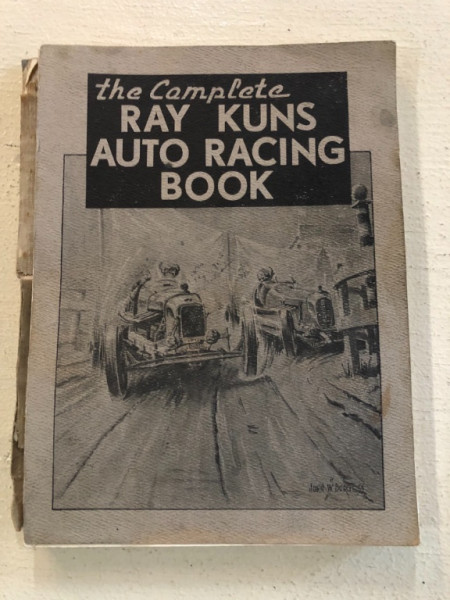 the Complete
RAY KUNS
AUTO RACING
BOOK